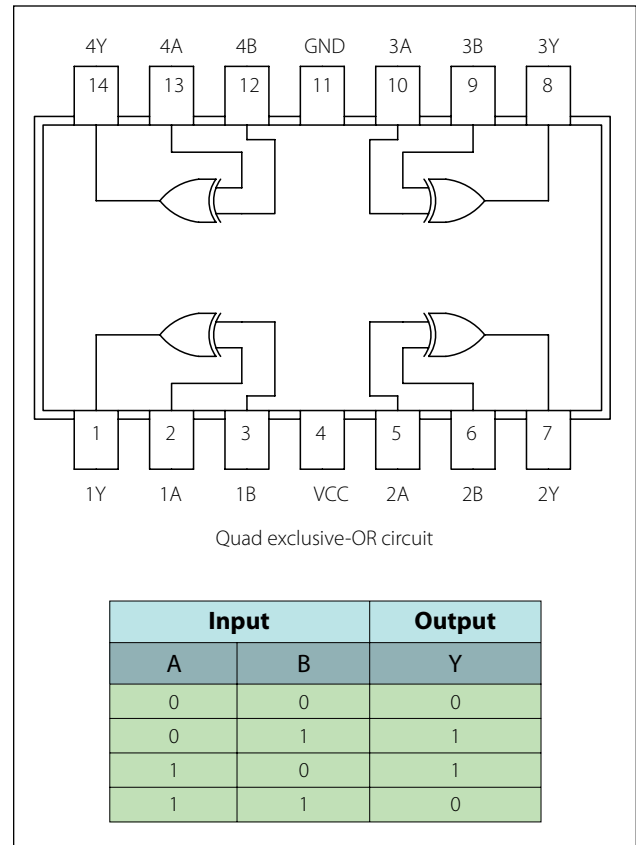 4Y 4A 4B GND 3A 3B 3Y
14 13 12 11 10 9 8
1 2 3 4 5 6 7
1Y 1A 1B VCC 2A 2B 2Y
Quad exclusive-OR circuit
Input Output
A B Y
0 0 0
0 1 1
1 0 1
1 1 0